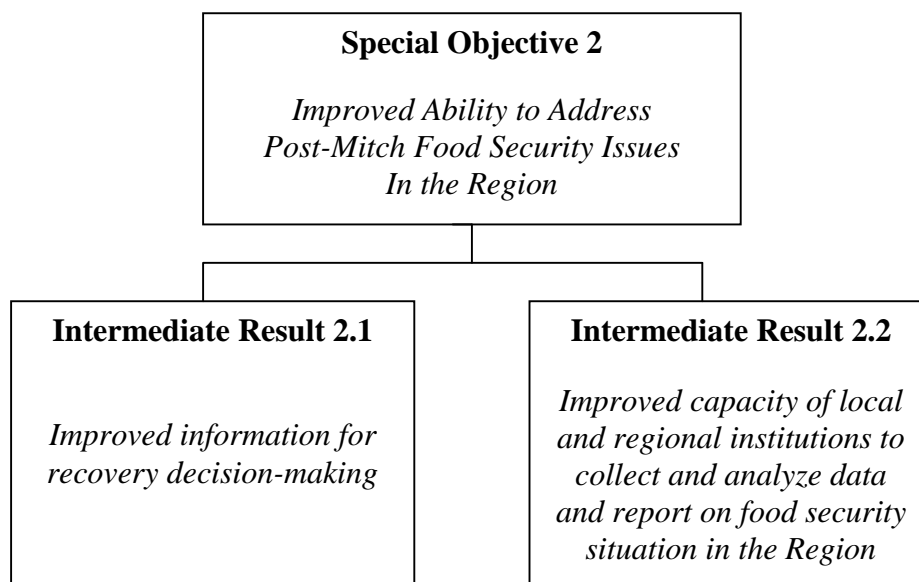 Special Objective 2
Improved Ability to Address
Post-Mitch Food Security Issues
In the Region
Intermediate Result 2.1
Improved information for
recovery decision-making
Intermediate Result 2.2
Improved capacity of local
and regional institutions to
collect and analyze data
and report on food security
situation in the Region